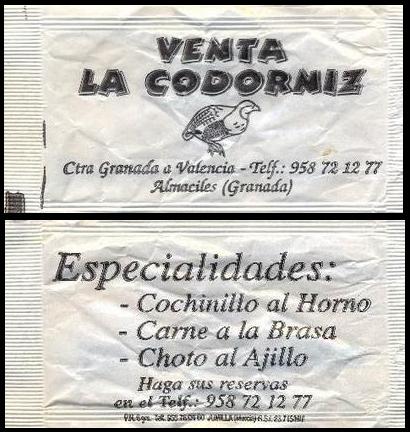 VENTA
LA CODORNIZ
Ctra Granada a Valencia - Telf.: 958 72 12 77
Almaciles (Granada)
Especialidades:
- Cochinillo al Horno
- Carne a la Brasa
- Choto al Ajillo
Haga sus reservas
en el Telf.: 958 72 12 77